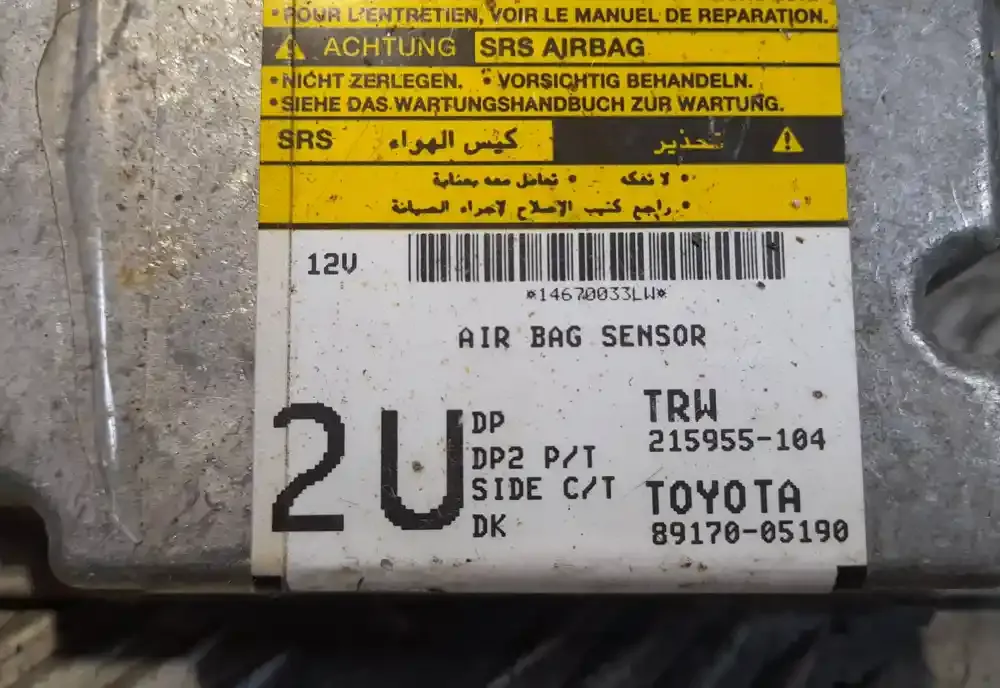 •POUR L'ENTRETIEN, VOIR LE MANUEL DE REPARATION.
ACHTUNG SRS AIRBAG
•NICHT ZERLEGEN. • VORSICHTIG BEHANDELN.
•SIEHE DAS WARTUNGSHANDBUCH ZUR WARTUNG.
تحذير كيس الهواء SRS
• لا تفكه • تعامل معه بعناية
• راجع كتيب الإصلاح لاجراء الصيانة
12V
*14670033LW*
AIR BAG SENSOR
2U
DP
DP2 P/T
SIDE C/T
DK
TRW
215955-104
TOYOTA
89170-05190